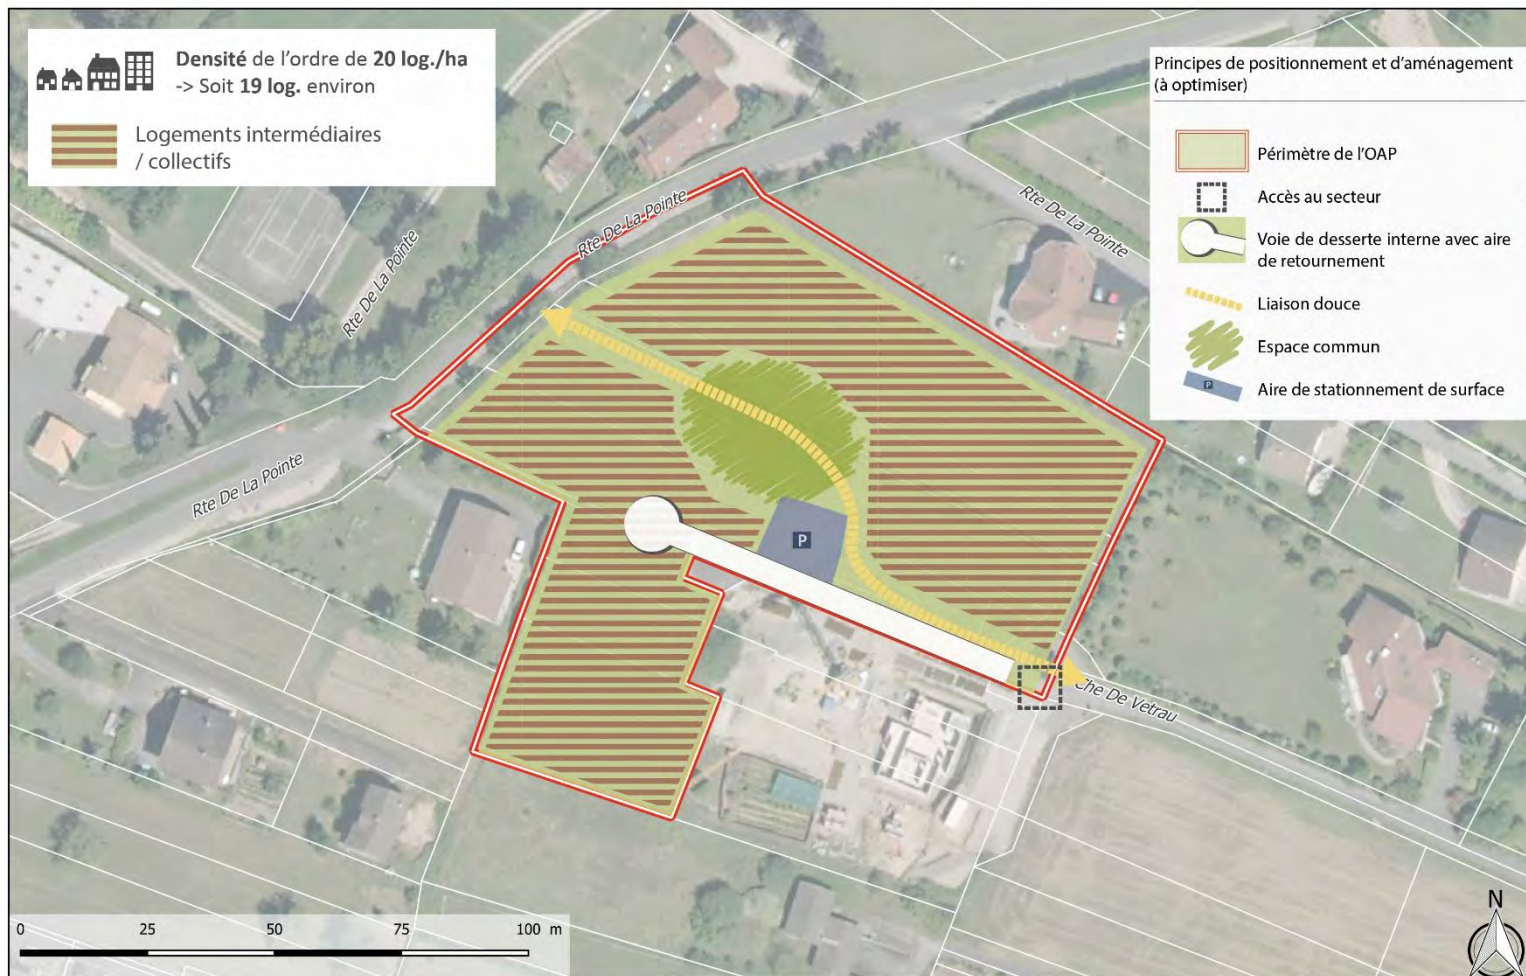 Densité de l’ordre de 20 log./ha
-> Soit 19 log. environ
Logements intermédiaires
/ collectifs
Principes de positionnement et d’aménagement
(à optimiser)
Périmètre de l’OAP
Accès au secteur
Voie de desserte interne avec aire
de retournement
Liaison douce
Espace commun
P
Aire de stationnement de surface
Rte De La Pointe
Rte De La Pointe
Rte De La Pointe
Rte De La Pointe
P
Che De Vetrau
0 25 50 75 100 m
N